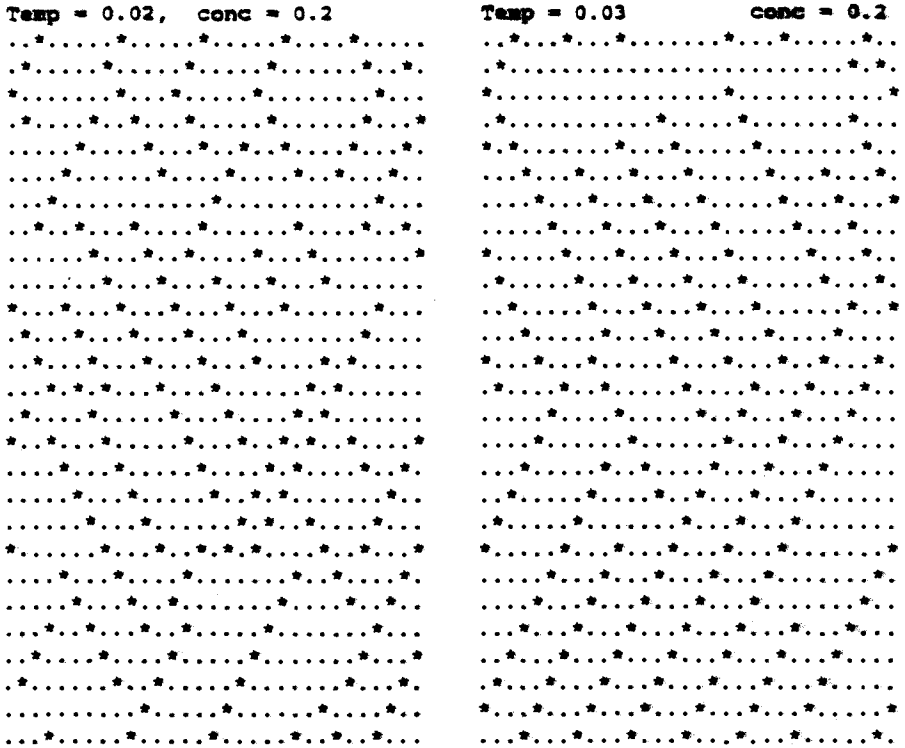 Temp = 0.02, conc = 0.2
Temp = 0.03 conc = 0.2